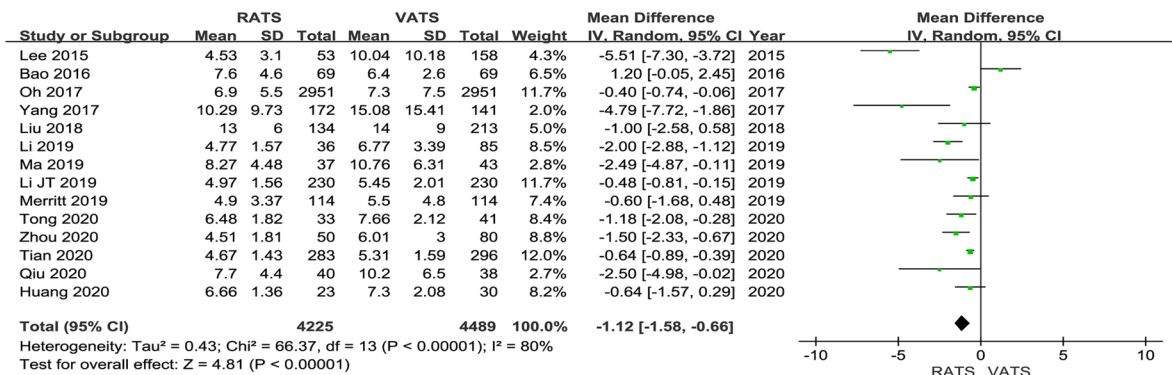 RATS VATS Mean Difference Mean Difference
Study or Subgroup Mean SD Total Mean SD Total Weight IV, Random, 95% CI Year IV, Random, 95% CI
Lee 2015 4.53 3.1 53 10.04 10.18 158 4.3% -5.51 [-7.30, -3.72] 2015
Bao 2016 7.6 4.6 69 6.4 2.6 69 6.5% 1.20 [-0.05, 2.45] 2016
Oh 2017 6.9 5.5 2951 7.3 7.5 2951 11.7% -0.40 [-0.74, -0.06] 2017
Yang 2017 10.29 9.73 172 15.08 15.41 141 2.0% -4.79 [-7.72, -1.86] 2017
Liu 2018 13 6 134 14 9 213 5.0% -1.00 [-2.58, 0.58] 2018
Li 2019 4.77 1.57 36 6.77 3.39 85 8.5% -2.00 [-2.88, -1.12] 2019
Ma 2019 8.27 4.48 37 10.76 6.31 43 2.8% -2.49 [-4.87, -0.11] 2019
Li JT 2019 4.97 1.56 230 5.45 2.01 230 11.7% -0.48 [-0.81, -0.15] 2019
Merritt 2019 4.9 3.37 114 5.5 4.8 114 7.4% -0.60 [-1.68, 0.48] 2019
Tong 2020 6.48 1.82 33 7.66 2.12 41 8.4% -1.18 [-2.08, -0.28] 2020
Zhou 2020 4.51 1.81 50 6.01 3 80 8.8% -1.50 [-2.33, -0.67] 2020
Tian 2020 4.67 1.43 283 5.31 1.59 296 12.0% -0.64 [-0.89, -0.39] 2020
Qiu 2020 7.7 4.4 40 10.2 6.5 38 2.7% -2.50 [-4.98, -0.02] 2020
Huang 2020 6.66 1.36 23 7.3 2.08 30 8.2% -0.64 [-1.57, 0.29] 2020
Total (95% CI) 4225 4489 100.0% -1.12 [-1.58, -0.66]
Heterogeneity: Tau² = 0.43; Chi² = 66.37, df = 13 (P < 0.00001); I² = 80%
Test for overall effect: Z = 4.81 (P < 0.00001)
-10 -5 0 5 10
RATS VATS